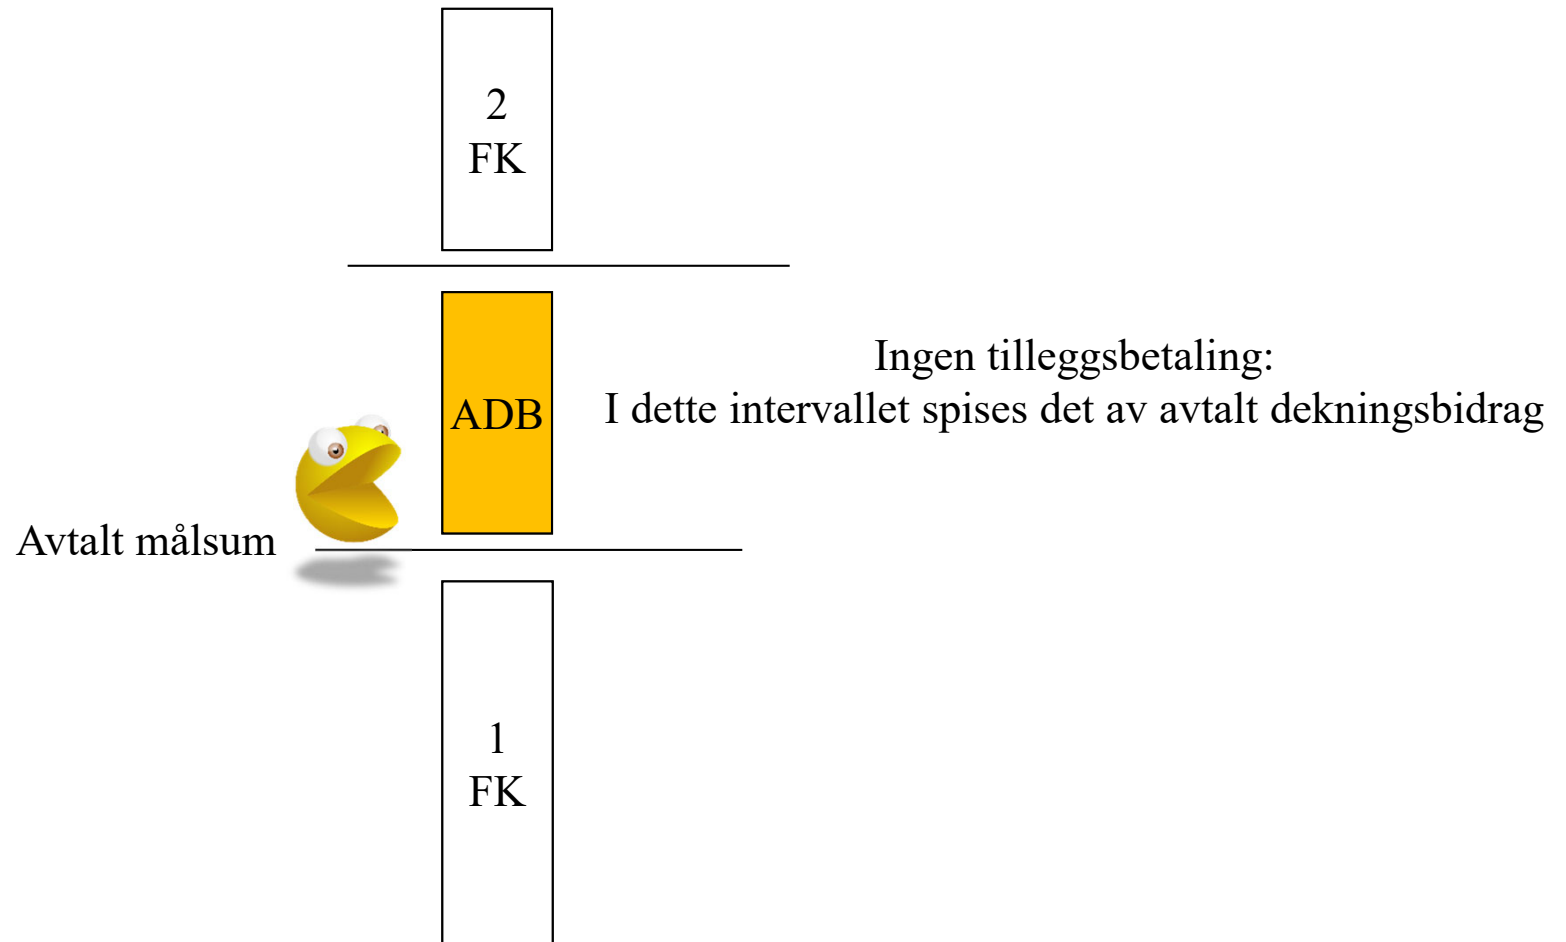 2
FK
Ingen tilleggsbetaling:
I dette intervallet spises det av avtalt dekningsbidrag
ADB
Avtalt målsum
1
FK